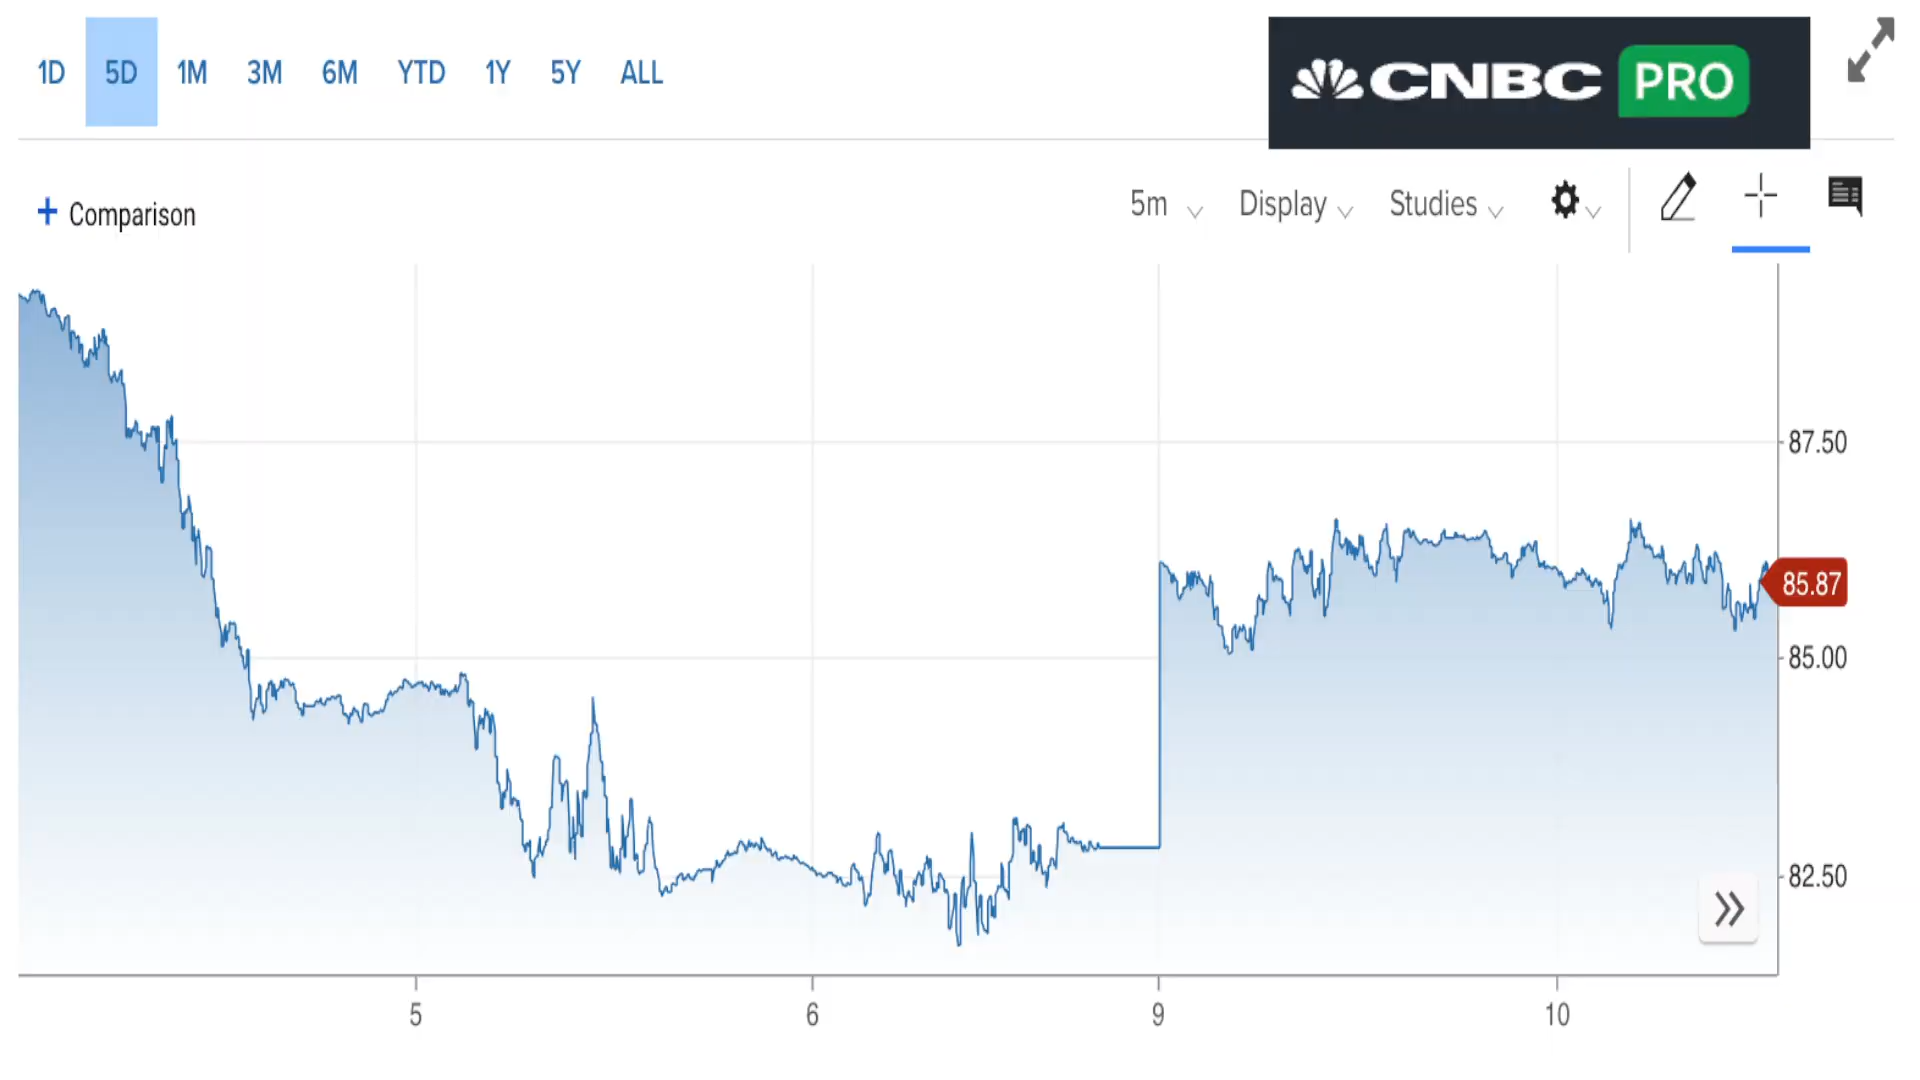 1D 5D 1M 3M 6M YTD 1Y 5Y ALL
CNBC PRO
+ Comparison
5m Display Studies
87.50
85.87
85.00
82.50
5 6 9 10